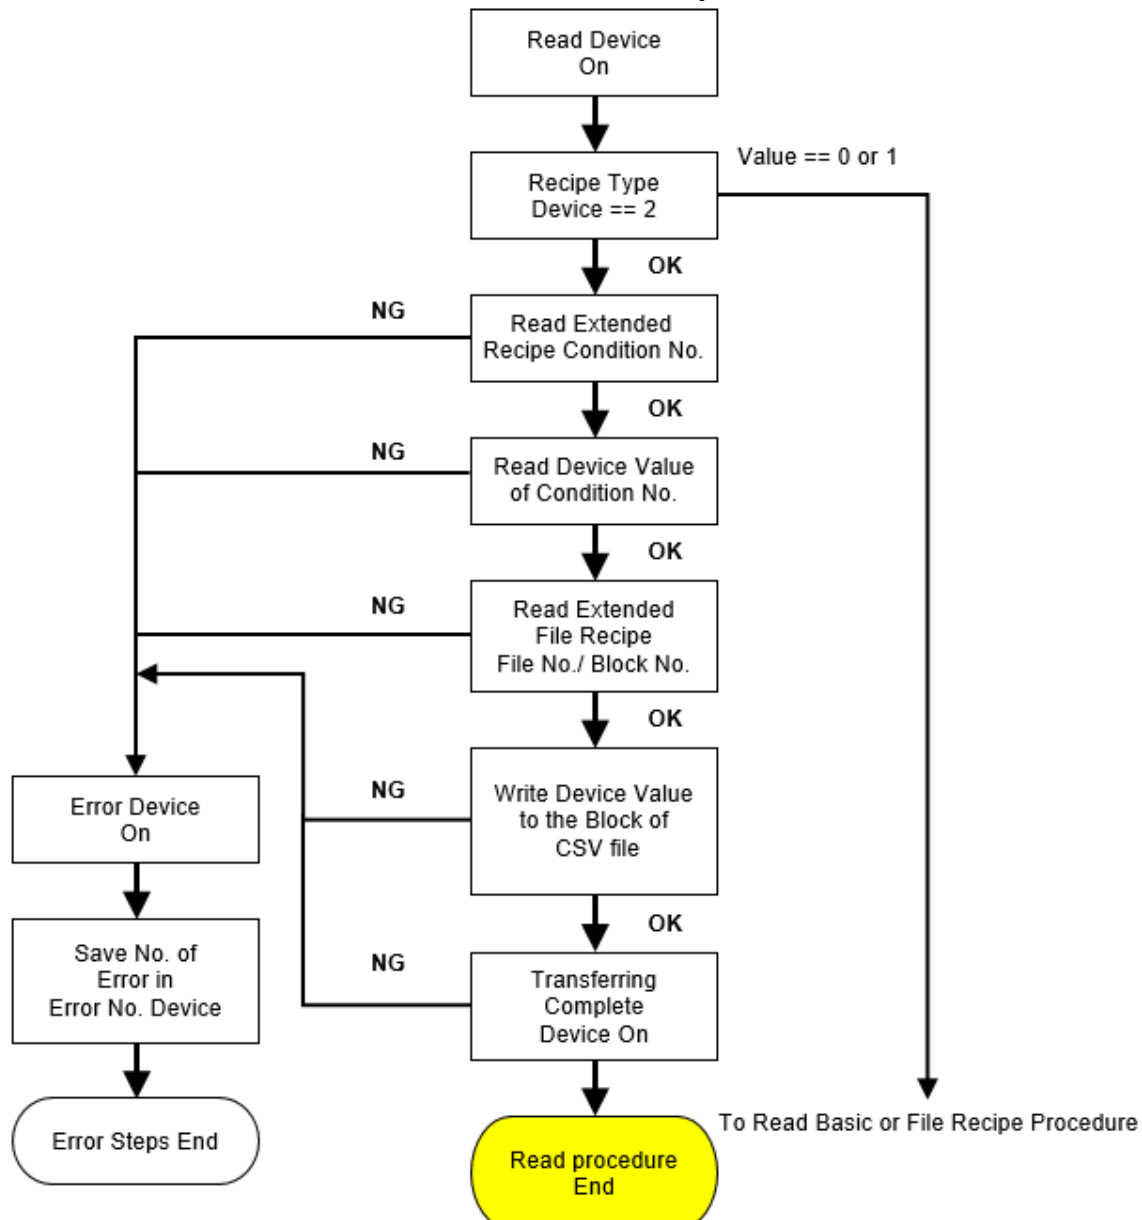 Read Device
On
Value == 0 or 1
Recipe Type
Device == 2
OK
NG
Read Extended
Recipe Condition No.
OK
NG
Read Device Value
of Condition No.
OK
NG
Read Extended
File Recipe
File No./ Block No.
OK
NG
Write Device Value
to the Block of
CSV file
Error Device
On
OK
NG
Transferring
Complete
Device On
Save No. of
Error in
Error No. Device
To Read Basic or File Recipe Procedure
Error Steps End
Read procedure
End